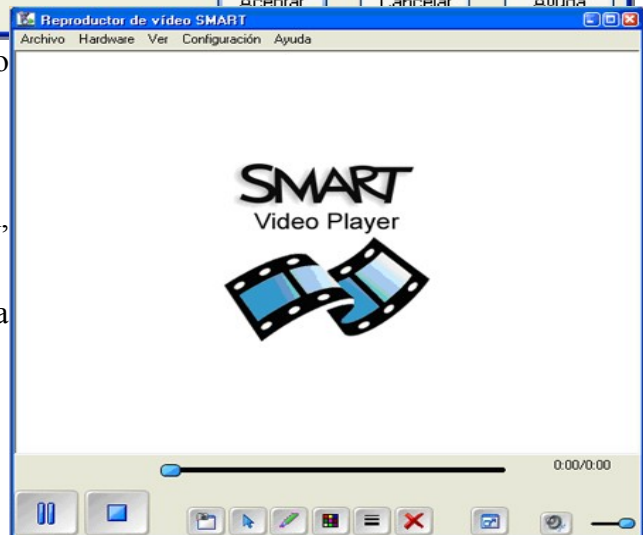 Aceptar Cancelar Ayuda
Reproductor de vídeo SMART
Archivo Hardware Ver Configuración Ayuda
o
SMART
Video Player
,
a
0:00/0:00